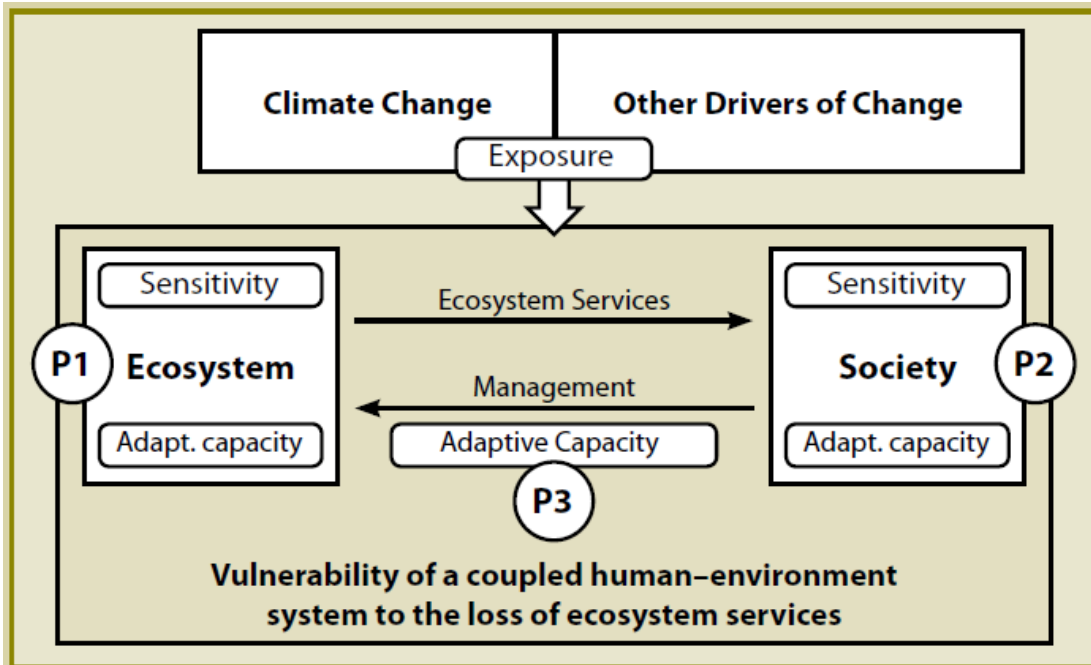 Climate Change
Other Drivers of Change
Exposure
Sensitivity
Ecosystem Services
Sensitivity
P1
Ecosystem
Society
P2
Management
Adapt. capacity
Adaptive Capacity
Adapt. capacity
P3
Vulnerability of a coupled human–environment
system to the loss of ecosystem services